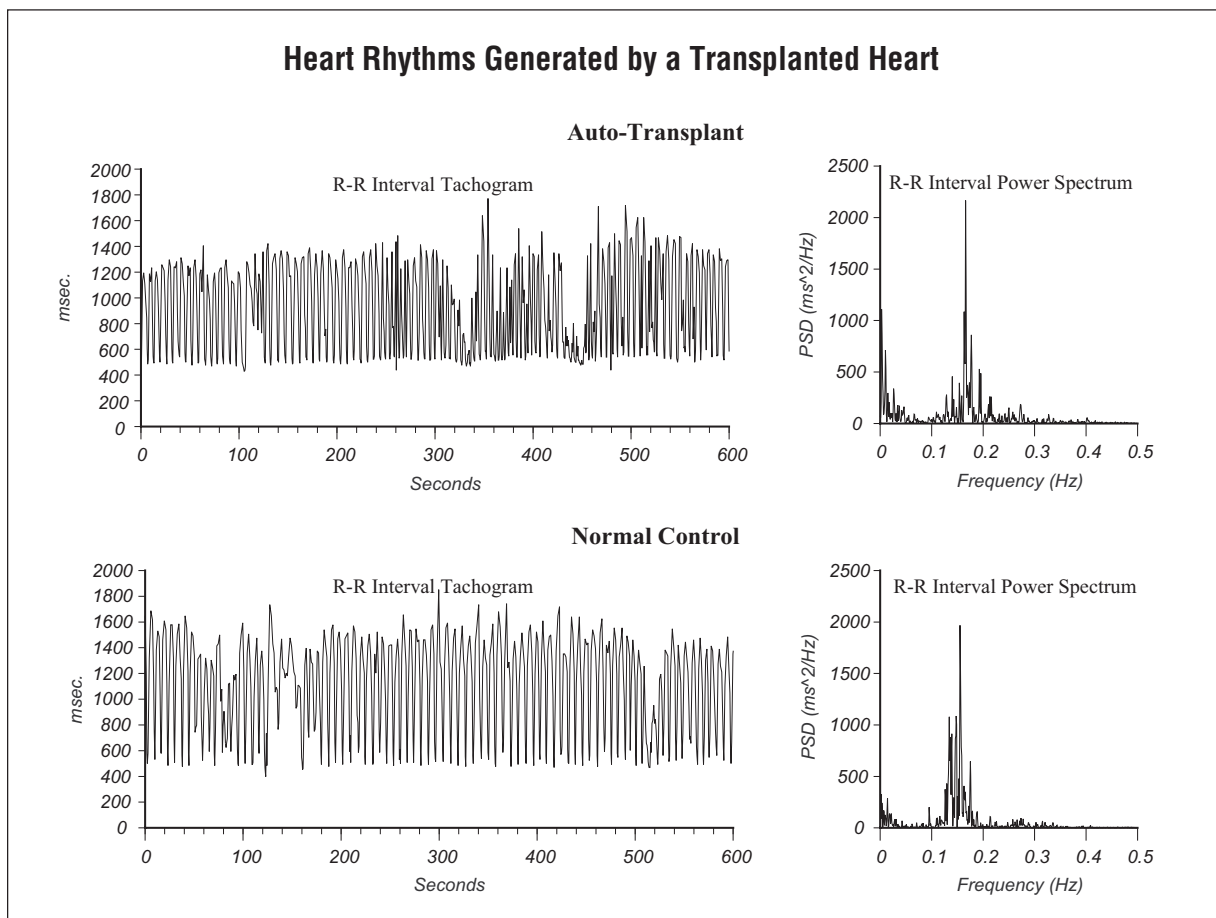 Heart Rhythms Generated by a Transplanted Heart
Auto-Transplant
R-R Interval Tachogram
msec.
2000
1800
1600
1400
1200
1000
800
600
400
200
0
0 100 200 300 400 500 600
Seconds
R-R Interval Power Spectrum
PSD (ms^2/Hz)
2500
2000
1500
1000
500
0
0 0.1 0.2 0.3 0.4 0.5
Frequency (Hz)
Normal Control
R-R Interval Tachogram
msec.
2000
1800
1600
1400
1200
1000
800
600
400
200
0
0 100 200 300 400 500 600
Seconds
R-R Interval Power Spectrum
PSD (ms^2/Hz)
2500
2000
1500
1000
500
0
0 0.1 0.2 0.3 0.4 0.5
Frequency (Hz)